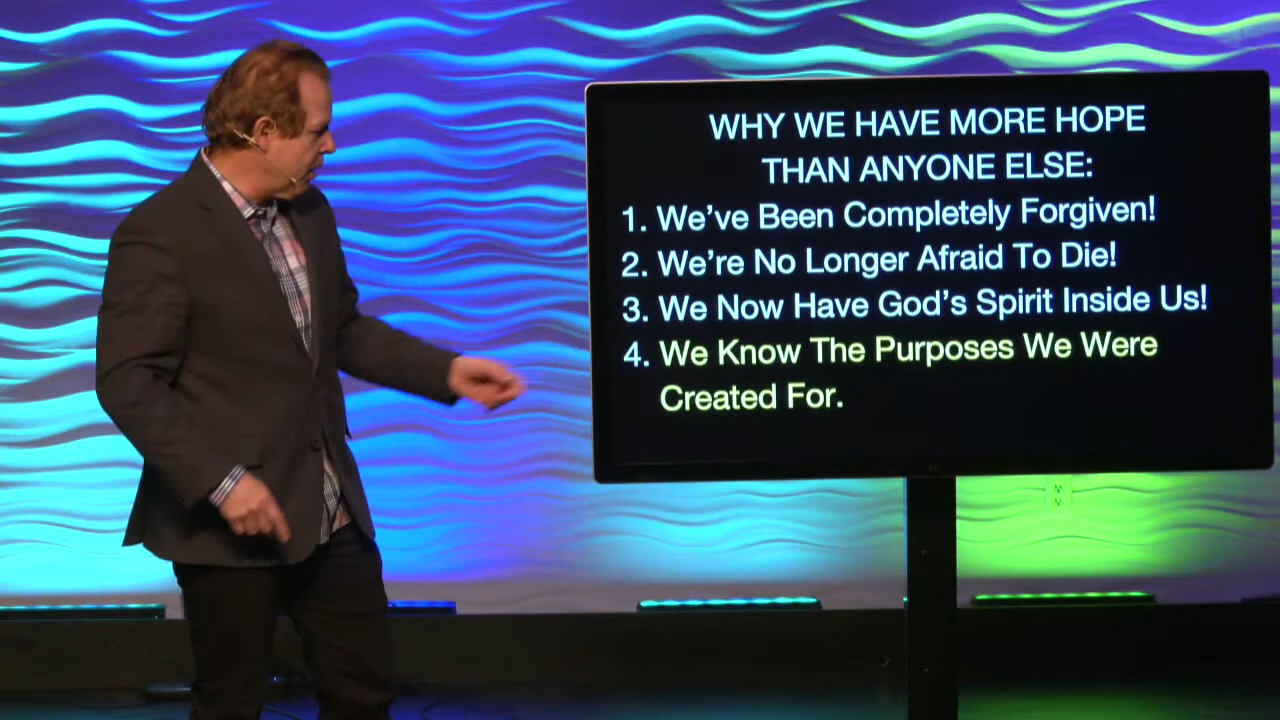 WHY WE HAVE MORE HOPE
THAN ANYONE ELSE:
1. We've Been Completely Forgiven!
2. We're No Longer Afraid To Die!
3. We Now Have God's Spirit Inside Us!
4. We Know The Purposes We Were
Created For.